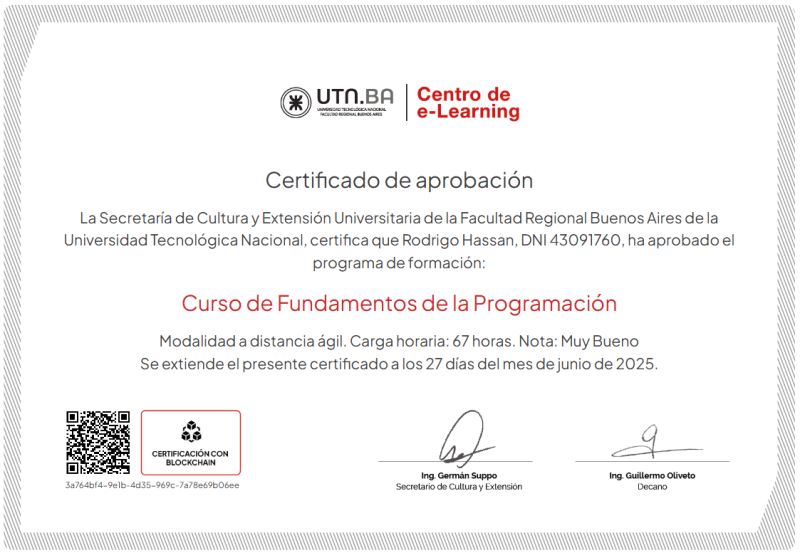 UTN.BA
UNIVERSIDAD TECNOLÓGICA NACIONAL
FACULTAD REGIONAL BUENOS AIRES
Centro de
e-Learning
Certificado de aprobación
La Secretaría de Cultura y Extensión Universitaria de la Facultad Regional Buenos Aires de la
Universidad Tecnológica Nacional, certifica que Rodrigo Hassan, DNI 43091760, ha aprobado el
programa de formación:
Curso de Fundamentos de la Programación
Modalidad a distancia ágil. Carga horaria: 67 horas. Nota: Muy Bueno
Se extiende el presente certificado a los 27 días del mes de junio de 2025.
CERTIFICACIÓN CON
BLOCKCHAIN
3a764bf4-9e1b-4d35-969c-7a78e69b06ee
Ing. Germán Suppo
Secretario de Cultura y Extensión
Ing. Guillermo Oliveto
Decano